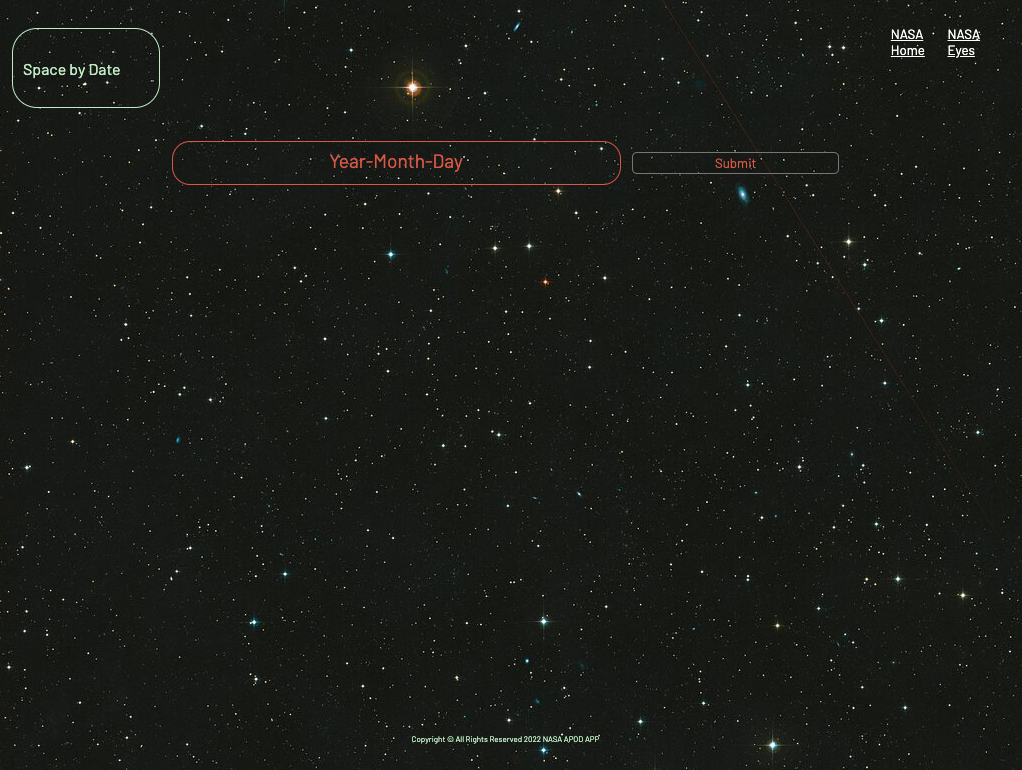 Space by Date
NASA Home
NASA Eyes
Year-Month-Day
Submit
Copyright © All Rights Reserved 2022 NASA APOD APP